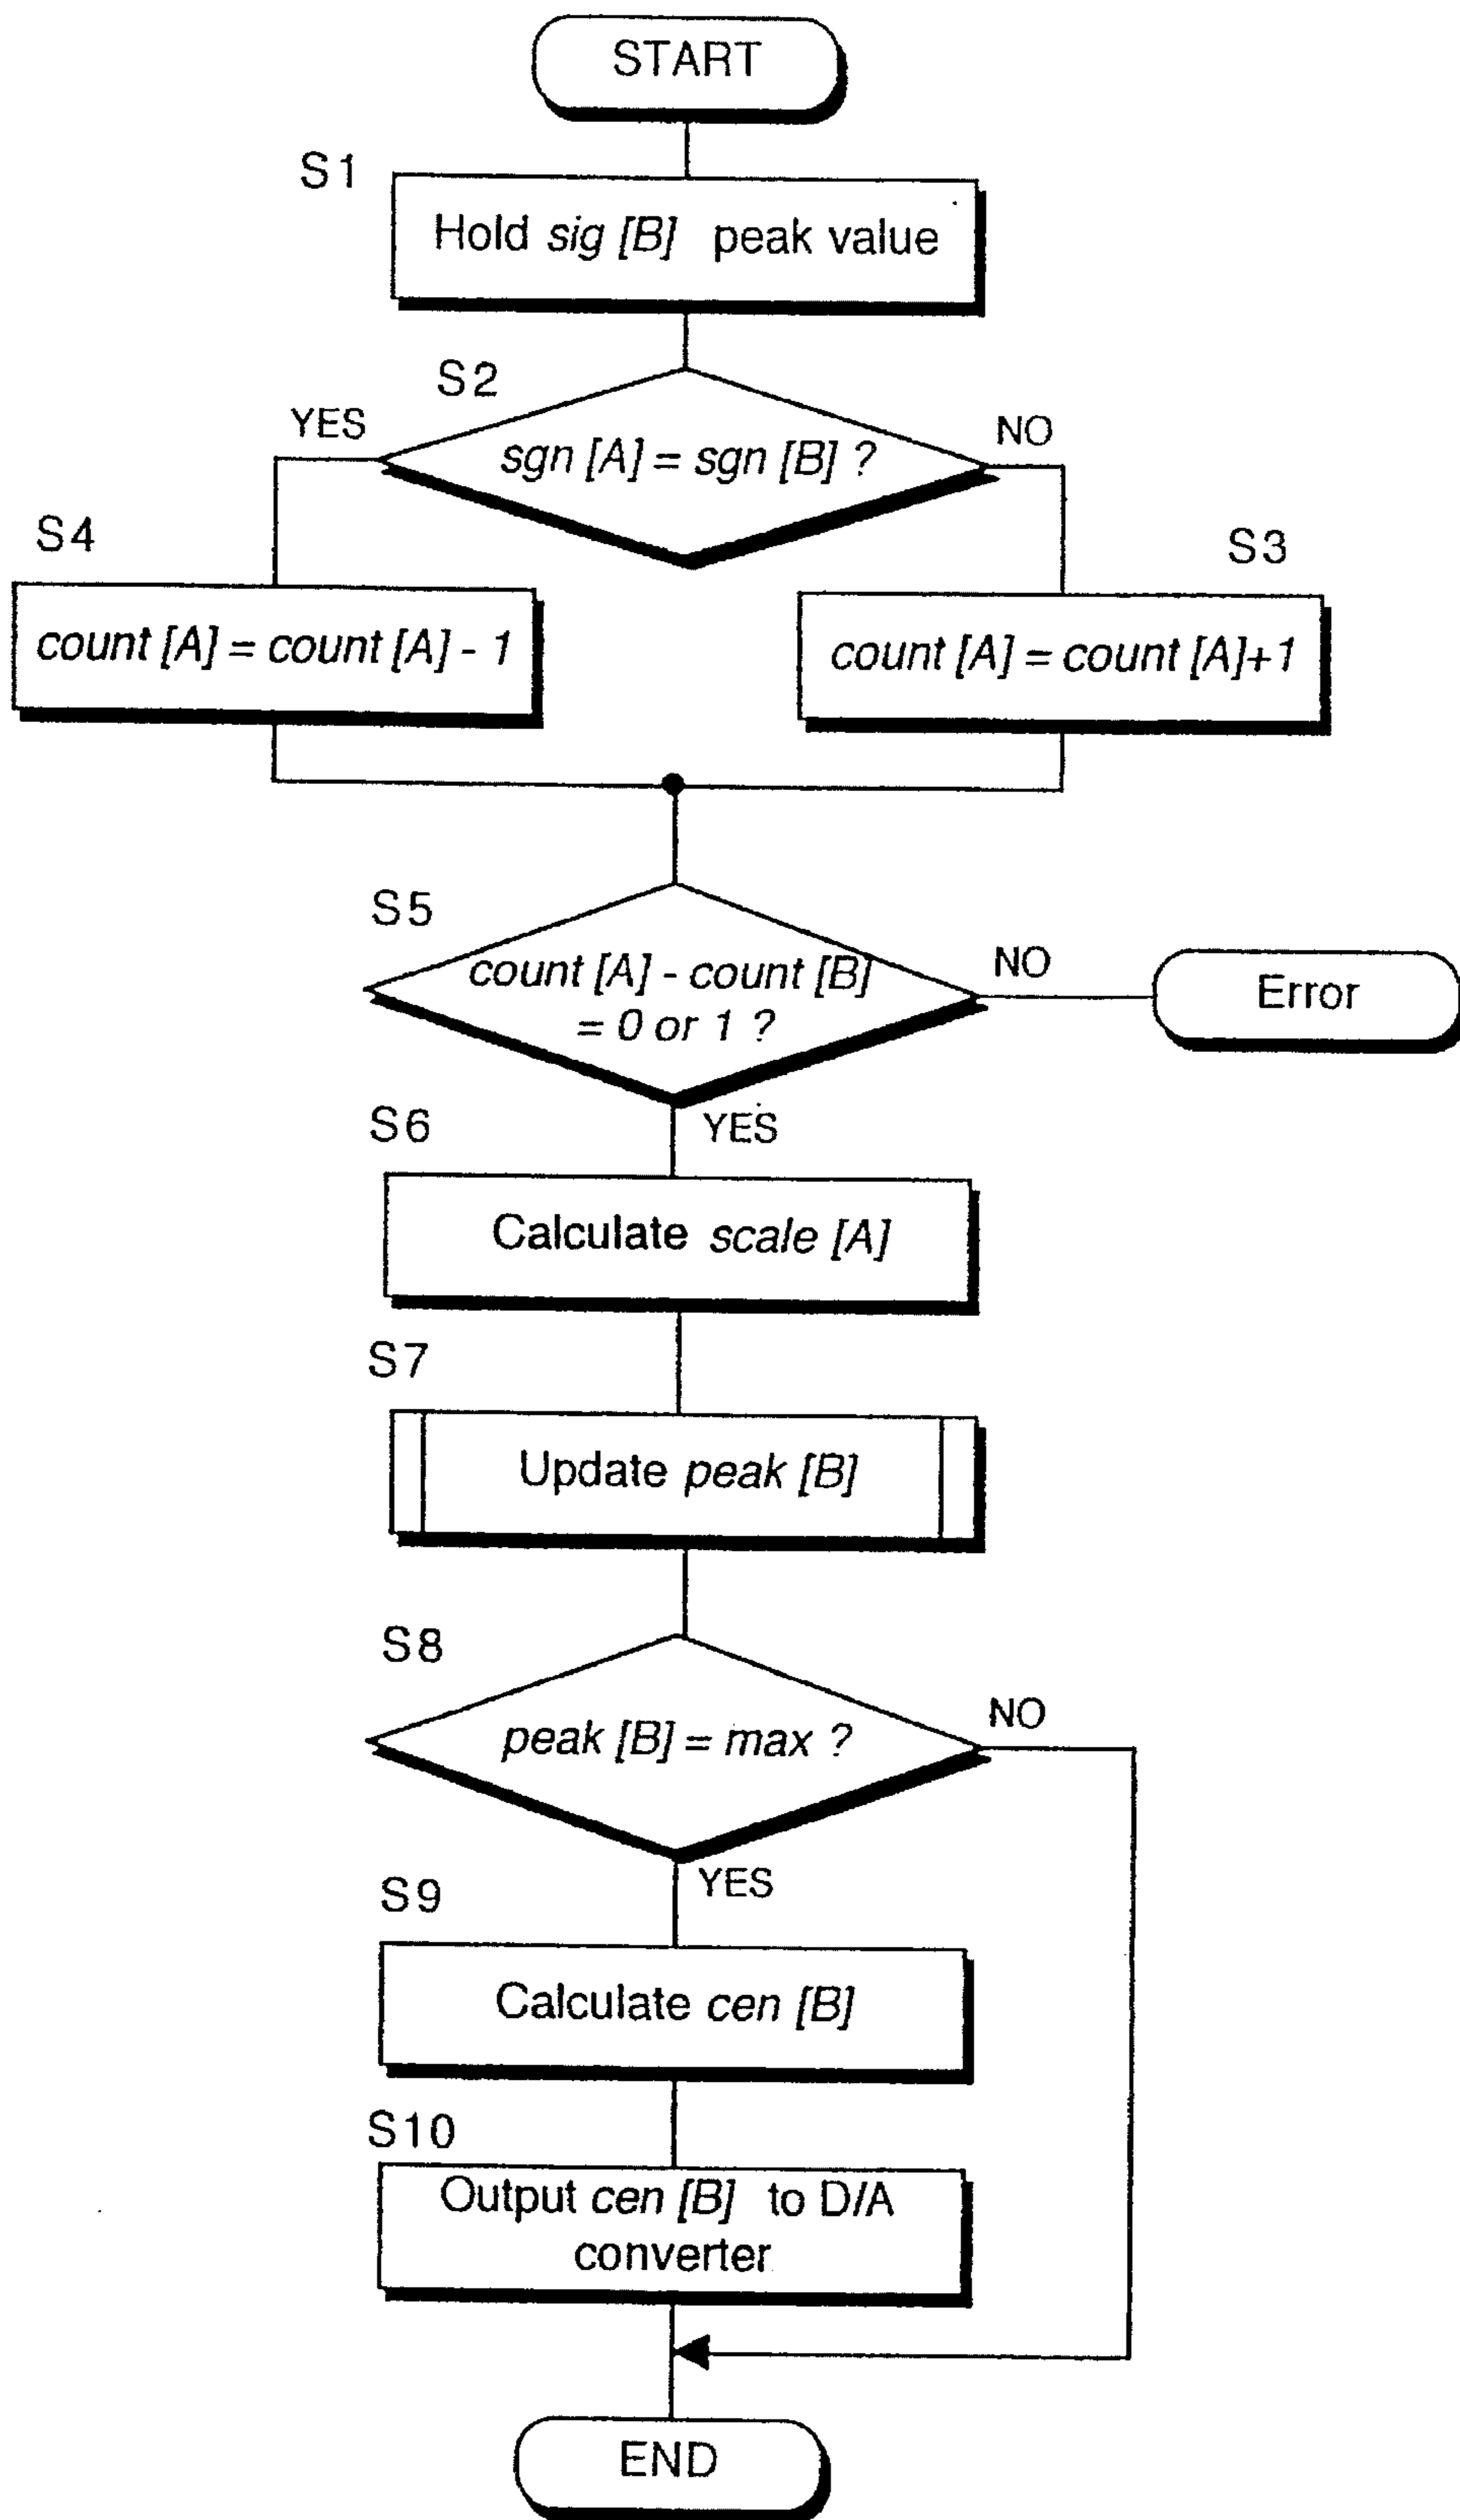 START
S1
Hold sig [B] peak value
S2
YES
NO
sgn [A] = sgn [B] ?
S4
S3
count [A] = count [A] - 1
count [A] = count [A]+1
S5
count [A] - count [B]
= 0 or 1 ?
NO
Error
S6
YES
Calculate scale [A]
S7
Update peak [B]
S8
NO
peak [B] = max ?
YES
S9
Calculate cen [B]
S10
Output cen [B] to D/A
converter
END